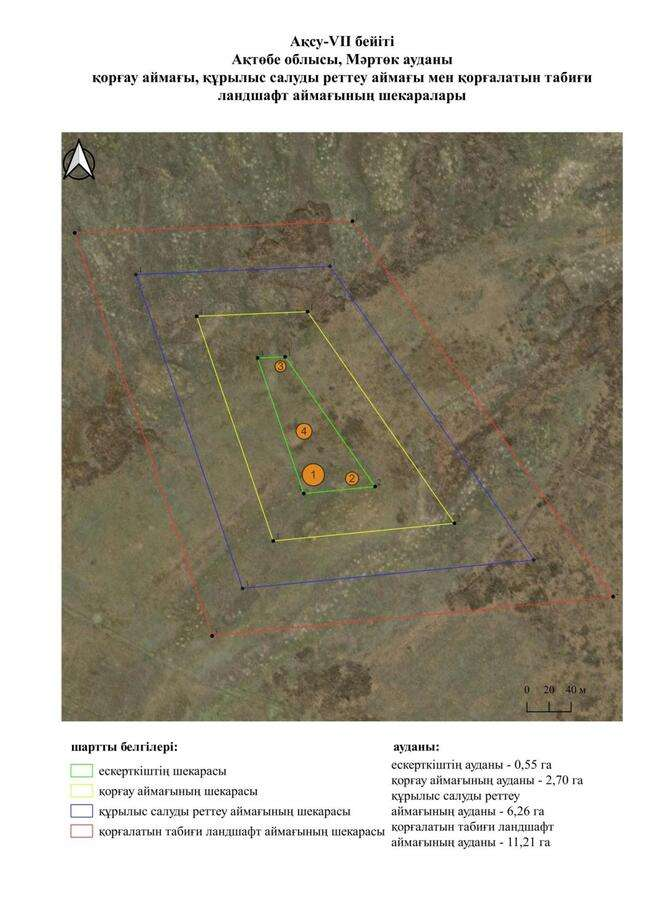 Ақсу-VII бейіті
Ақтөбе облысы, Мәртөк ауданы
қорғау аймағы, құрылыс салуды реттеу аймағы мен қорғалатын табиғи
ландшафт аймағының шекаралары
3
4
1
2
0 20 40 м
шартты белгілері:
ескерткіштің шекарасы
қорғау аймағының шекарасы
құрылыс салуды реттеу аймағының шекарасы
қорғалатын табиғи ландшафт аймағының шекарасы
ауданы:
ескерткіштің ауданы - 0,55 га
қорғау аймағының ауданы - 2,70 га
құрылыс салуды реттеу
аймағының ауданы - 6,26 га
қорғалатын табиғи ландшафт
аймағының ауданы - 11,21 га